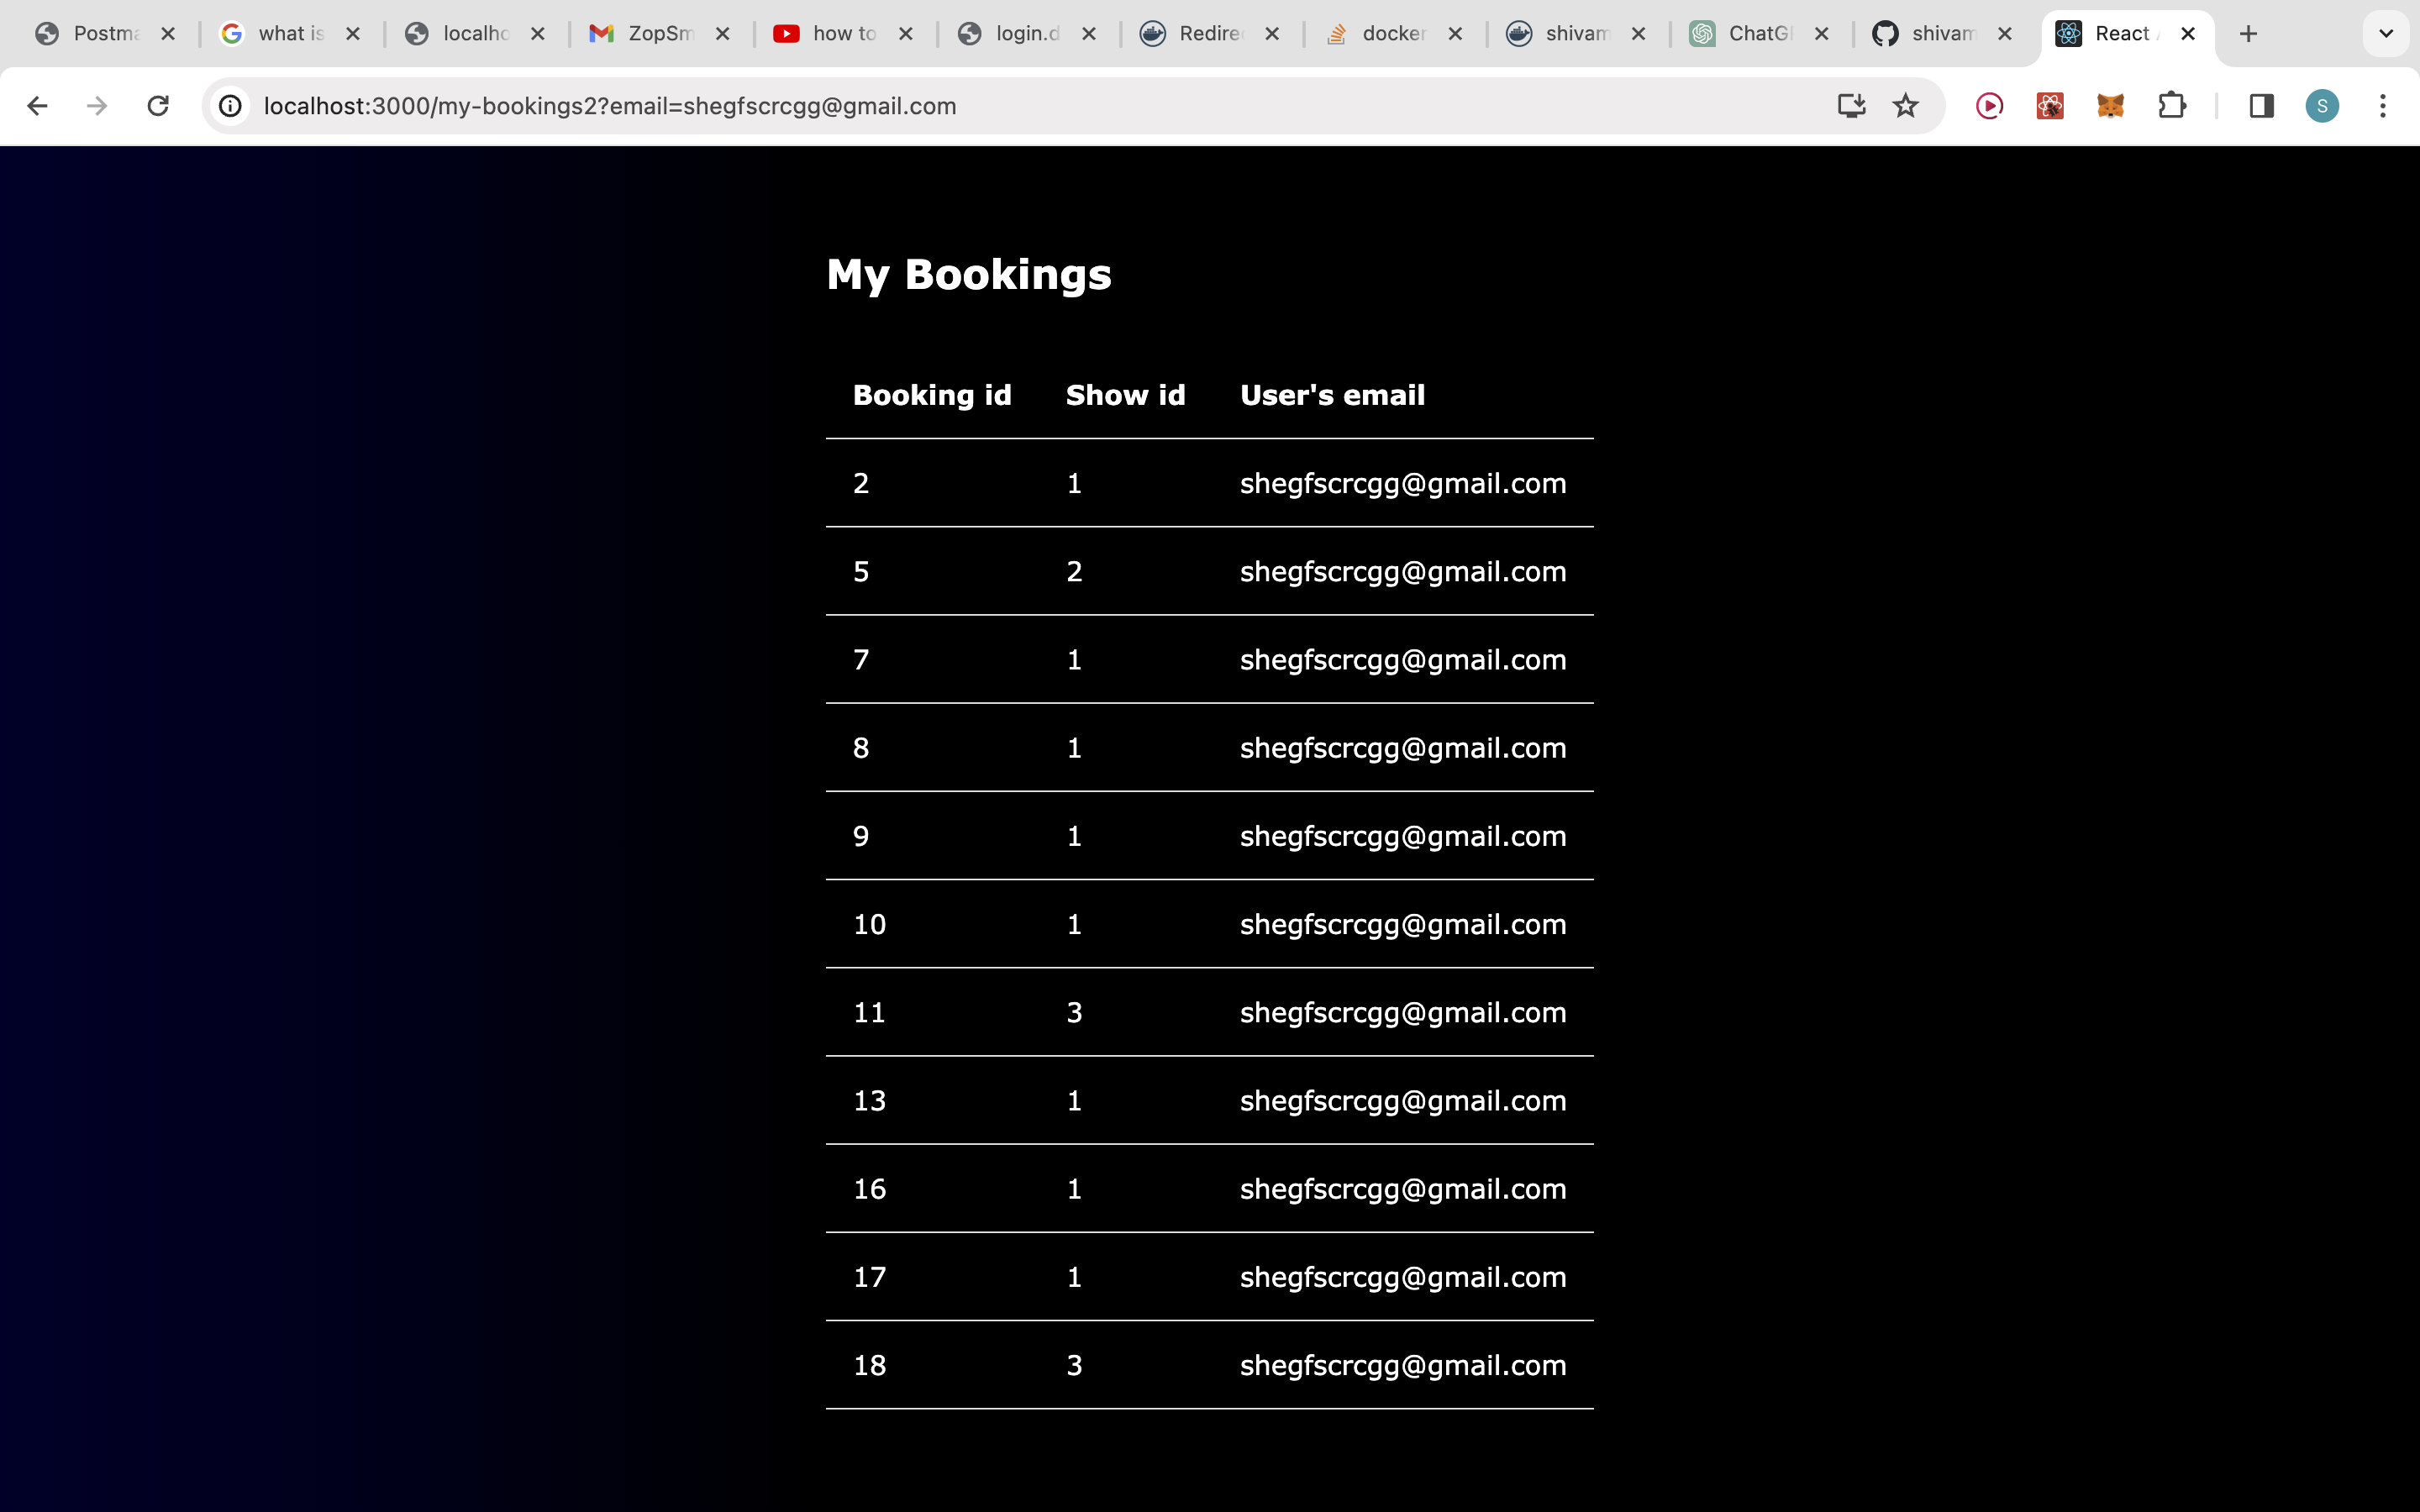 Postma what is localho ZopSm how to login.d Redire docker shivam ChatG shivam React
localhost:3000/my-bookings2?email=shegfscrcgg@gmail.com S
My Bookings
Booking id Show id User's email
2 1 shegfscrcgg@gmail.com
5 2 shegfscrcgg@gmail.com
7 1 shegfscrcgg@gmail.com
8 1 shegfscrcgg@gmail.com
9 1 shegfscrcgg@gmail.com
10 1 shegfscrcgg@gmail.com
11 3 shegfscrcgg@gmail.com
13 1 shegfscrcgg@gmail.com
16 1 shegfscrcgg@gmail.com
17 1 shegfscrcgg@gmail.com
18 3 shegfscrcgg@gmail.com